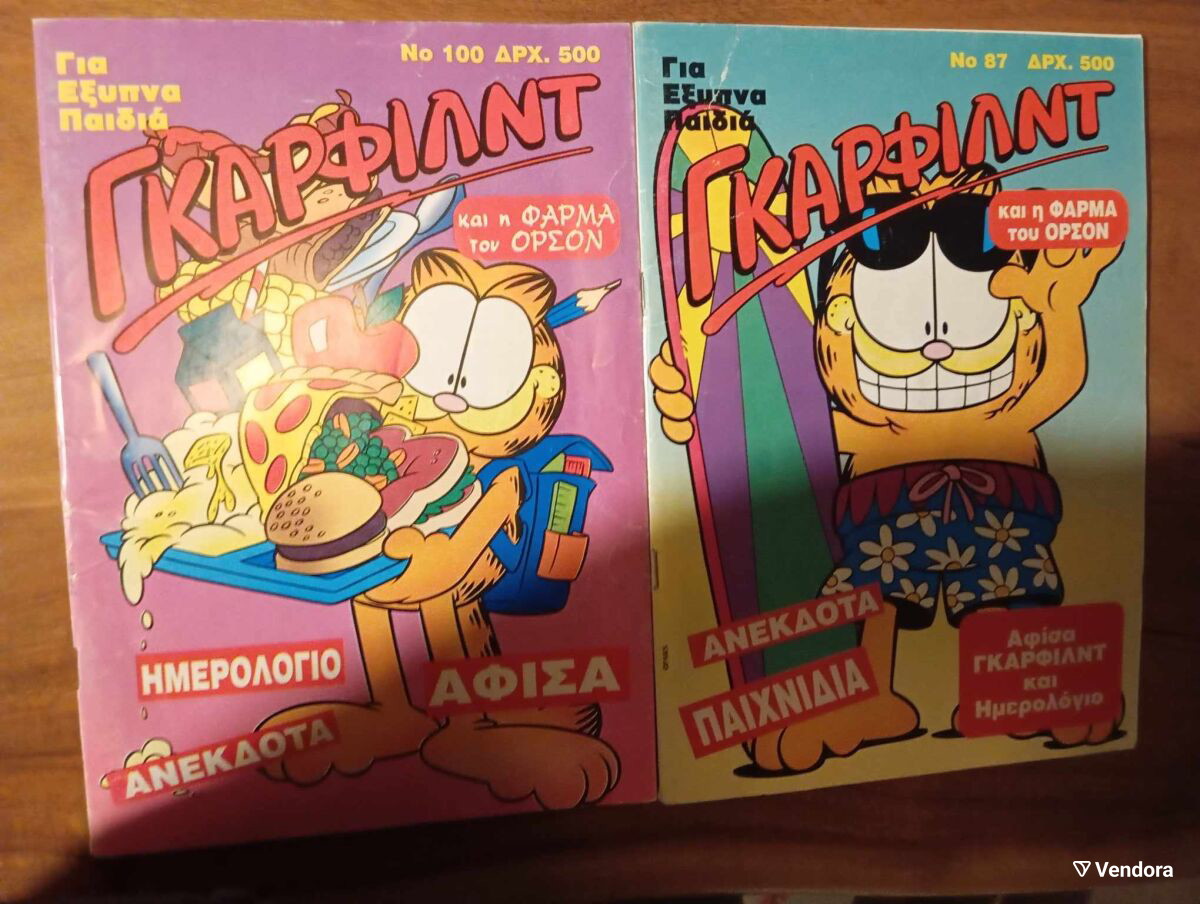 Για
Εξυπνα
Παιδιά
Νο 100 ΔΡΧ. 500
ΓΚΑΡΦΙΛΝΤ
και η ΦΑΡΜΑ
του ΟΡΣΟΝ
ΗΜΕΡΟΛΟΓΙΟ
ΑΦΙΣΑ
ΑΝΕΚΔΟΤΑ
Για
Εξυπνα
Παιδιά
Νο 87 ΔΡΧ. 500
ΓΚΑΡΦΙΛΝΤ
και η ΦΑΡΜΑ
του ΟΡΣΟΝ
ΑΝΕΚΔΟΤΑ
ΠΑΙΧΝΙΔΙΑ
Αφίσα
ΓΚΑΡΦΙΛΝΤ
και
Ημερολόγιο
Vendora